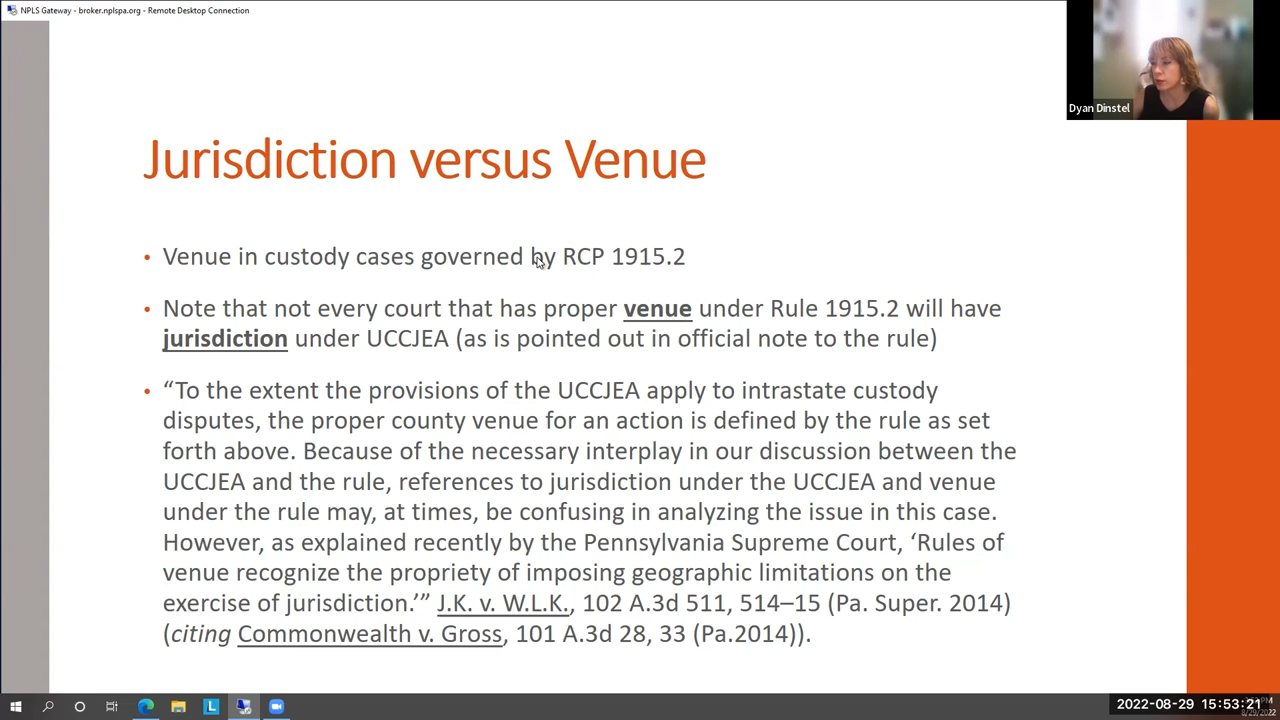 NPLS Gateway - broker.nplspa.org - Remote Desktop Connection
Dyan Dinstel
Jurisdiction versus Venue
• Venue in custody cases governed by RCP 1915.2
• Note that not every court that has proper venue under Rule 1915.2 will have
jurisdiction under UCCJEA (as is pointed out in official note to the rule)
• “To the extent the provisions of the UCCJEA apply to intrastate custody
disputes, the proper county venue for an action is defined by the rule as set
forth above. Because of the necessary interplay in our discussion between the
UCCJEA and the rule, references to jurisdiction under the UCCJEA and venue
under the rule may, at times, be confusing in analyzing the issue in this case.
However, as explained recently by the Pennsylvania Supreme Court, ‘Rules of
venue recognize the propriety of imposing geographic limitations on the
exercise of jurisdiction.’” J.K. v. W.L.K., 102 A.3d 511, 514–15 (Pa. Super. 2014)
(citing Commonwealth v. Gross, 101 A.3d 28, 33 (Pa.2014)).
L
2022-08-29 15:53:21